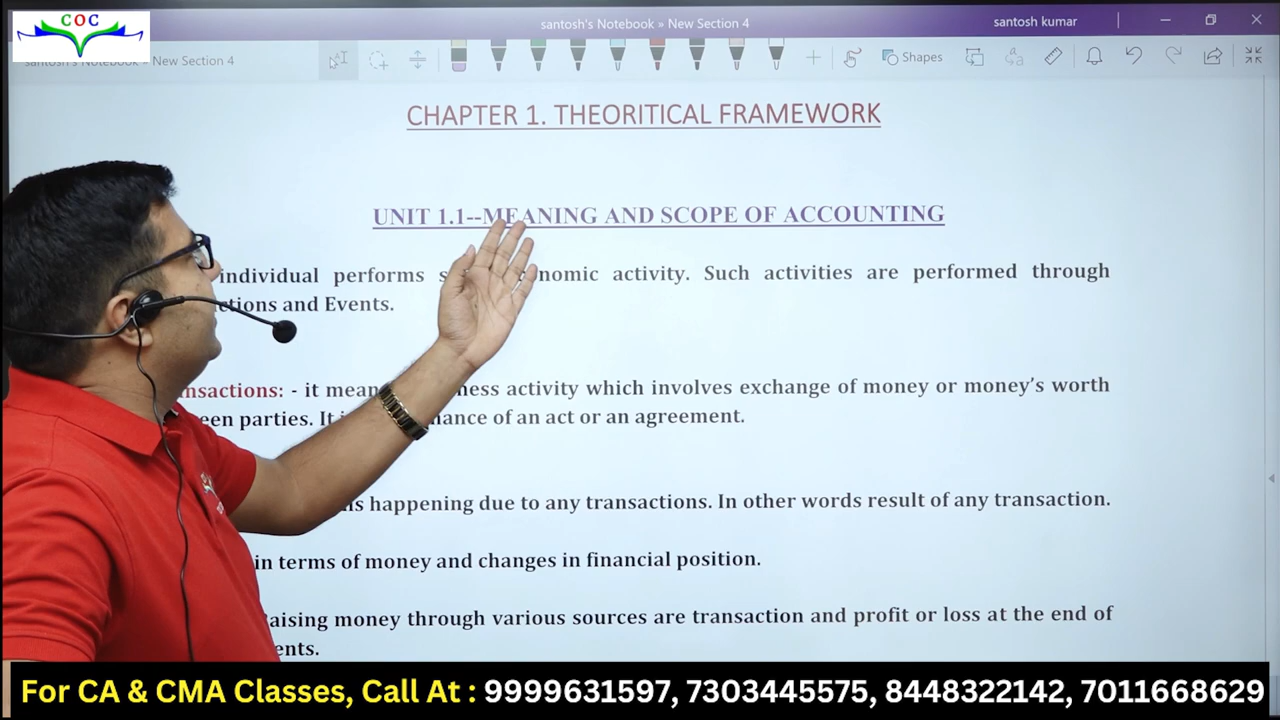 COC
santosh's Notebook » New Section 4
santosh kumar
santosh's Notebook » New Section 4
Shapes
CHAPTER 1. THEORITICAL FRAMEWORK
UNIT 1.1--MEANING AND SCOPE OF ACCOUNTING
individual performs activity. Such activities are performed through
and Events.
: - it which involves exchange of money or money's worth
parties. It of an act or an agreement.
happening due to any transactions. In other words result of any transaction.
in terms of money and changes in financial position.
Raising money through various sources are transaction and profit or loss at the end of
For CA & CMA Classes, Call At : 9999631597, 7303445575, 8448322142, 7011668629